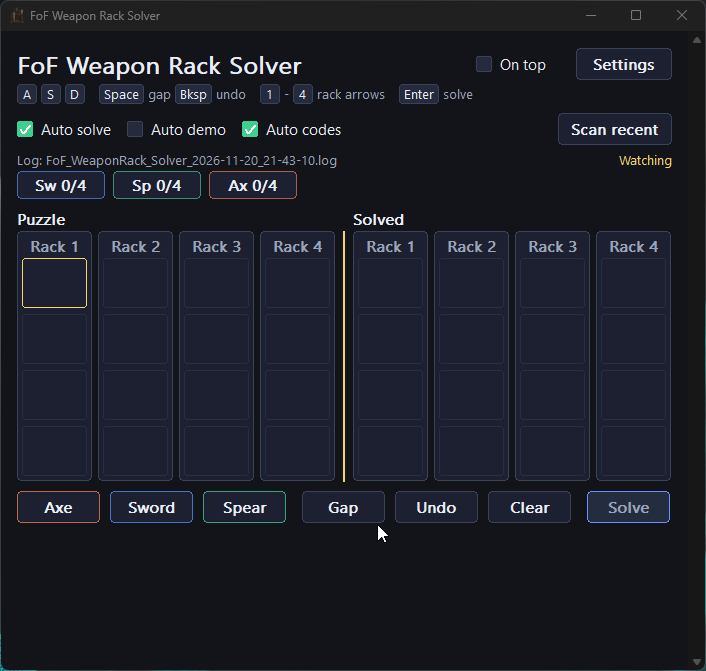 FoF Weapon Rack Solver
FoF Weapon Rack Solver
On top
Settings
A S D Space gap Bksp undo 1 - 4 rack arrows Enter solve
Auto solve Auto demo Auto codes
Scan recent
Log: FoF_WeaponRack_Solver_2026-11-20_21-43-10.log
Watching
Sw 0/4 Sp 0/4 Ax 0/4
Puzzle
Solved
Rack 1 Rack 2 Rack 3 Rack 4
Rack 1 Rack 2 Rack 3 Rack 4
Axe Sword Spear Gap Undo Clear Solve